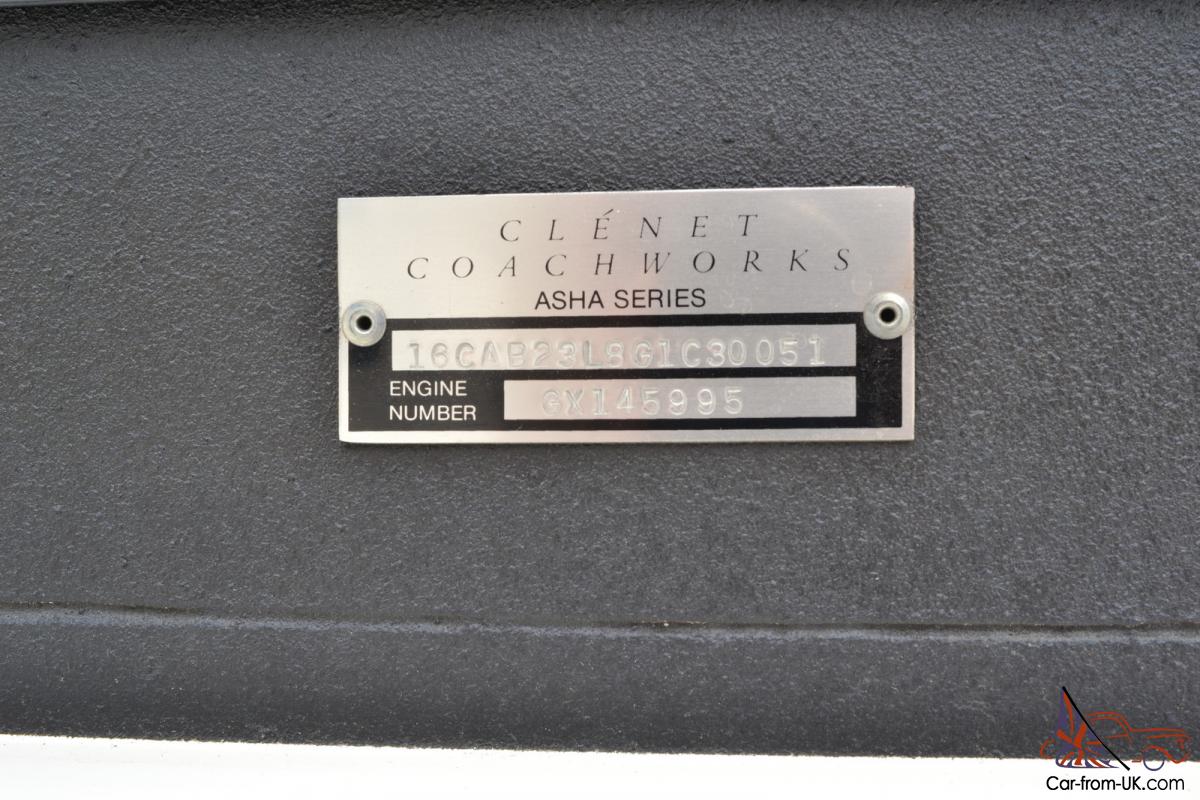 CLÉNET
COACHWORKS
ASHA SERIES
16CAB23L8G1C30051
ENGINE
NUMBER
GX145995
Car-from-UK.com